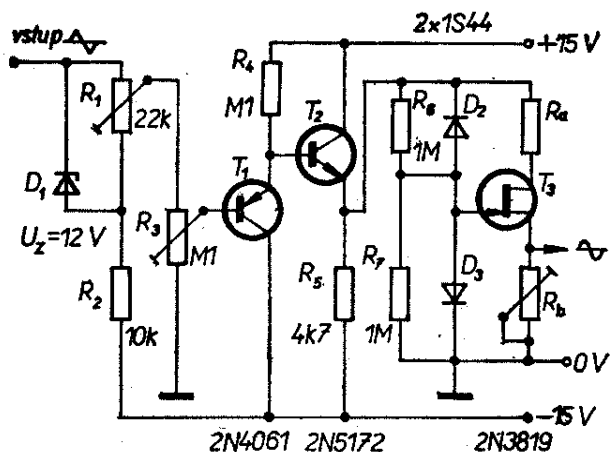 vstup
2x1S44
+15 V
R4
M1
R1
22k
T2
R6
1M
D2
Ra
T1
T3
D1
Uz=12 V
R3
M1
R2
10k
R5
4k7
R7
1M
D3
Rb
0 V
-15 V
2N4061
2N5172
2N3819